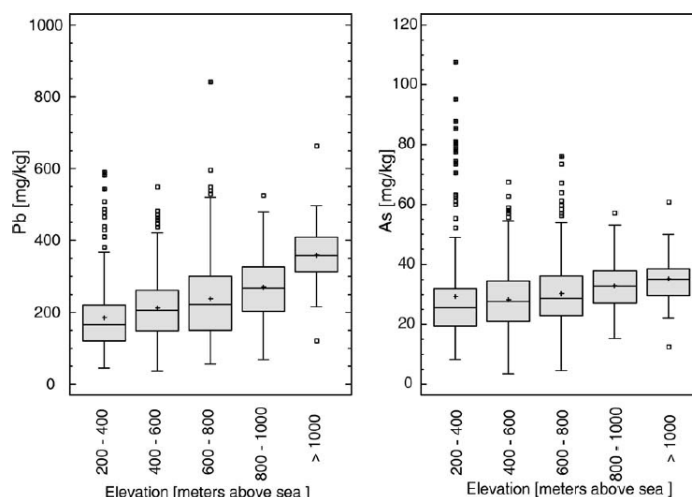 1000
800
600
400
200
0
Pb [mg/kg]
200 - 400
400 - 600
600 - 800
800 - 1000
> 1000
Elevation [meters above sea ]
120
100
80
60
40
20
0
As [mg/kg]
200 - 400
400 - 600
600 - 800
800 - 1000
> 1000
Elevation [meters above sea ]